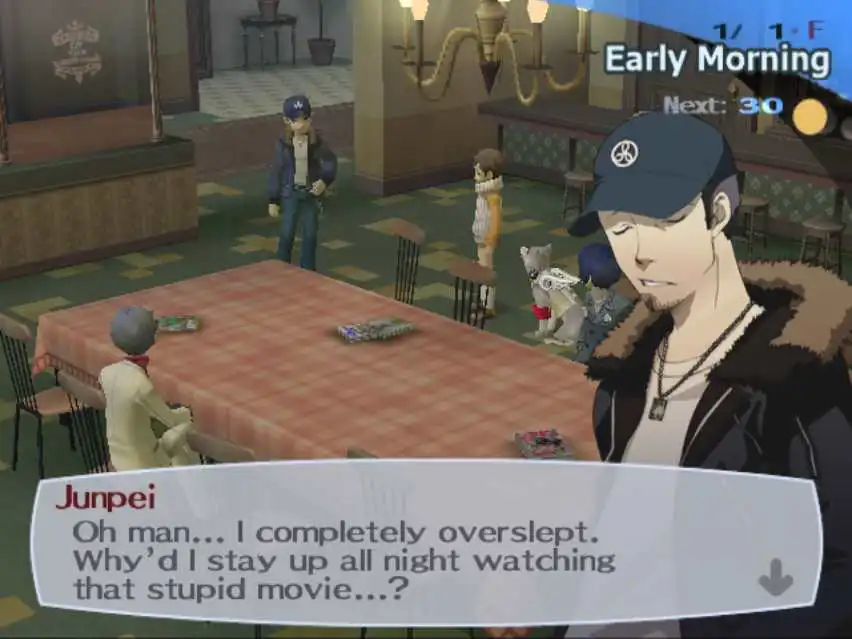 1/ 1・F
Early Morning
Next: 30
Junpei
Oh man... I completely overslept.
Why'd I stay up all night watching
that stupid movie...?